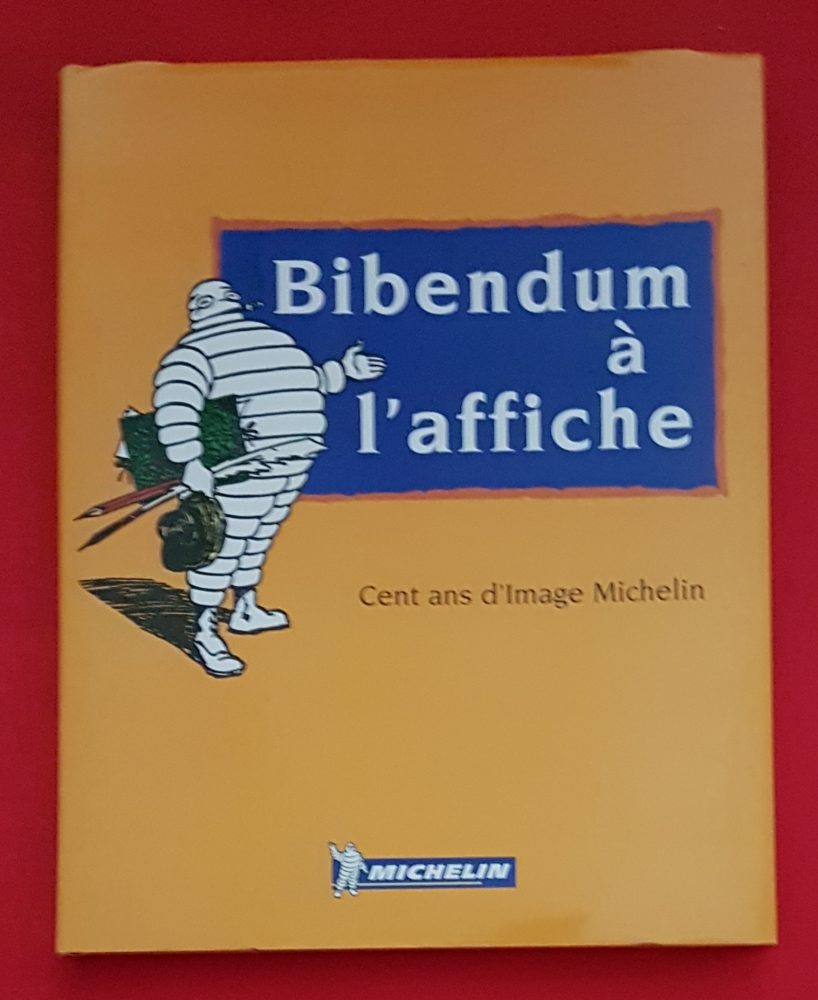 Bibendum
à
l'affiche
Cent ans d'Image Michelin
MICHELIN